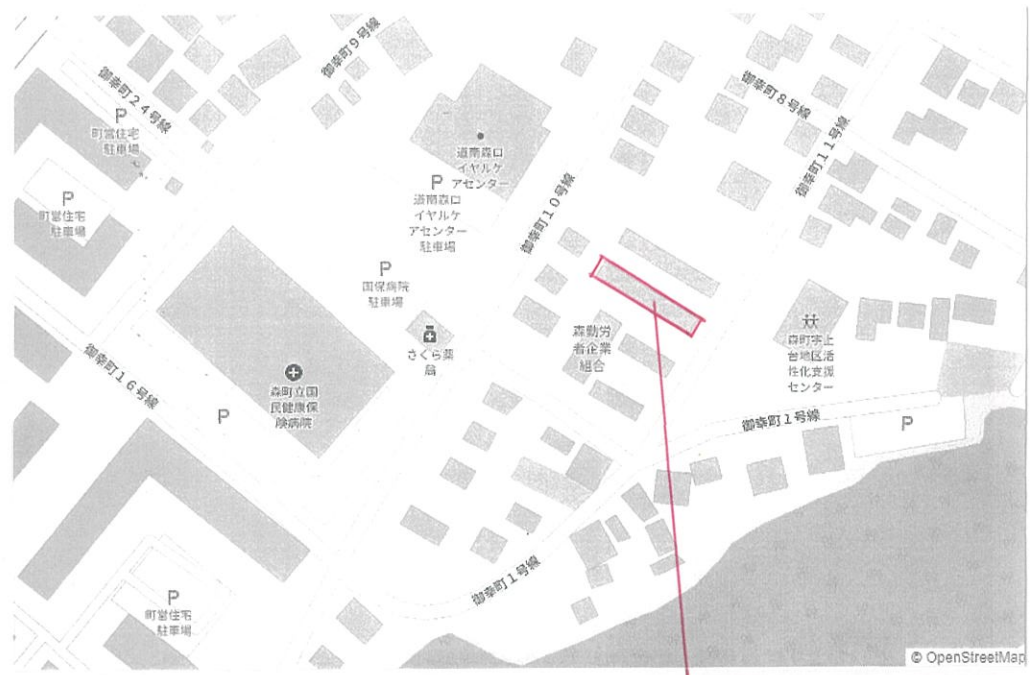 御幸町9号線
御幸町24号線
P
町営住宅
駐車場
P
町営住宅
駐車場
道南森ロ
イヤルケ
アセンター
P
道南森ロ
イヤルケ
アセンター
駐車場
御幸町8号線
御幸町11号線
御幸町10号線
P
国保病院
駐車場
さくら薬
局
森勤労
者企業
組合
森町字上
台地区活
性化支援
センター
御幸町16号線
森町立国
民健康保
険病院
P
御幸町1号線
P
御幸町1号線
P
町営住宅
駐車場
© OpenStreetMap